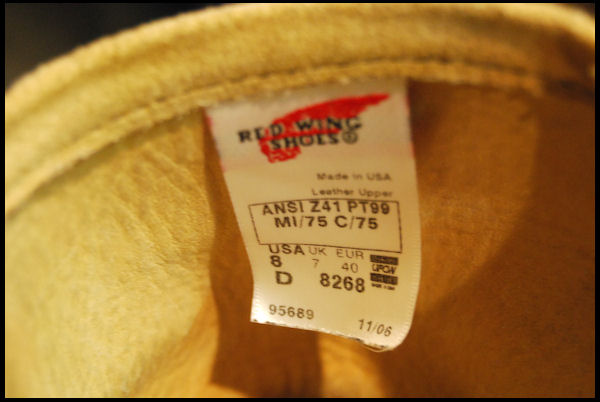 RED WING
SHOES®
Made in USA
Leather Upper
ANSI Z41 PT99
MI/75 C/75
USA UK EUR
8 7 40
UFCW
D 8268
95689 11/06